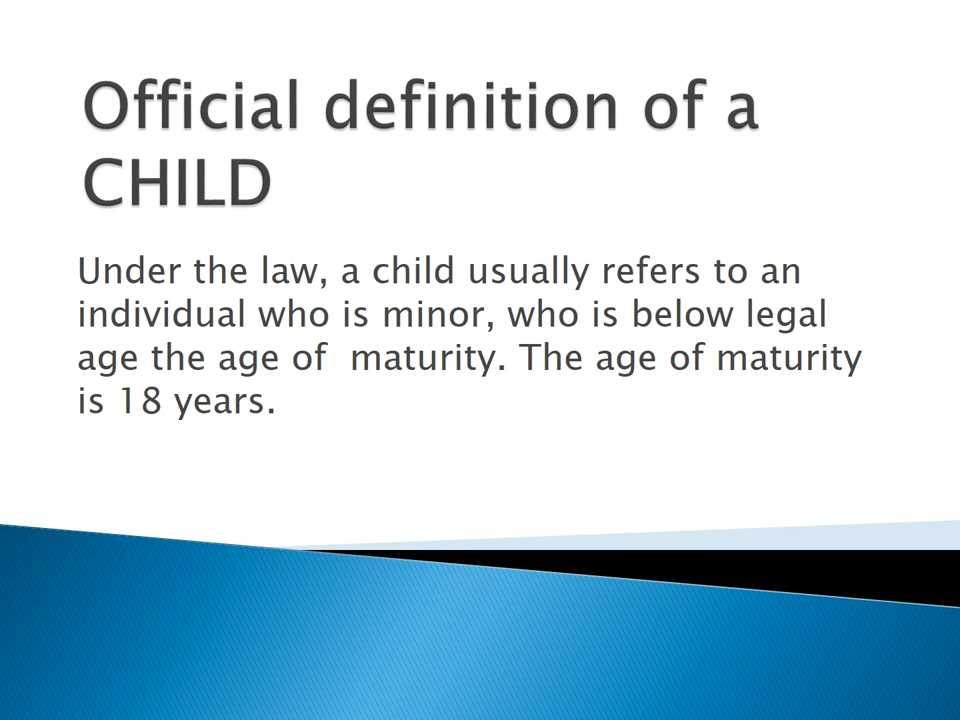 Official definition of a
CHILD
Under the law, a child usually refers to an
individual who is minor, who is below legal
age the age of  maturity. The age of maturity
is 18 years.